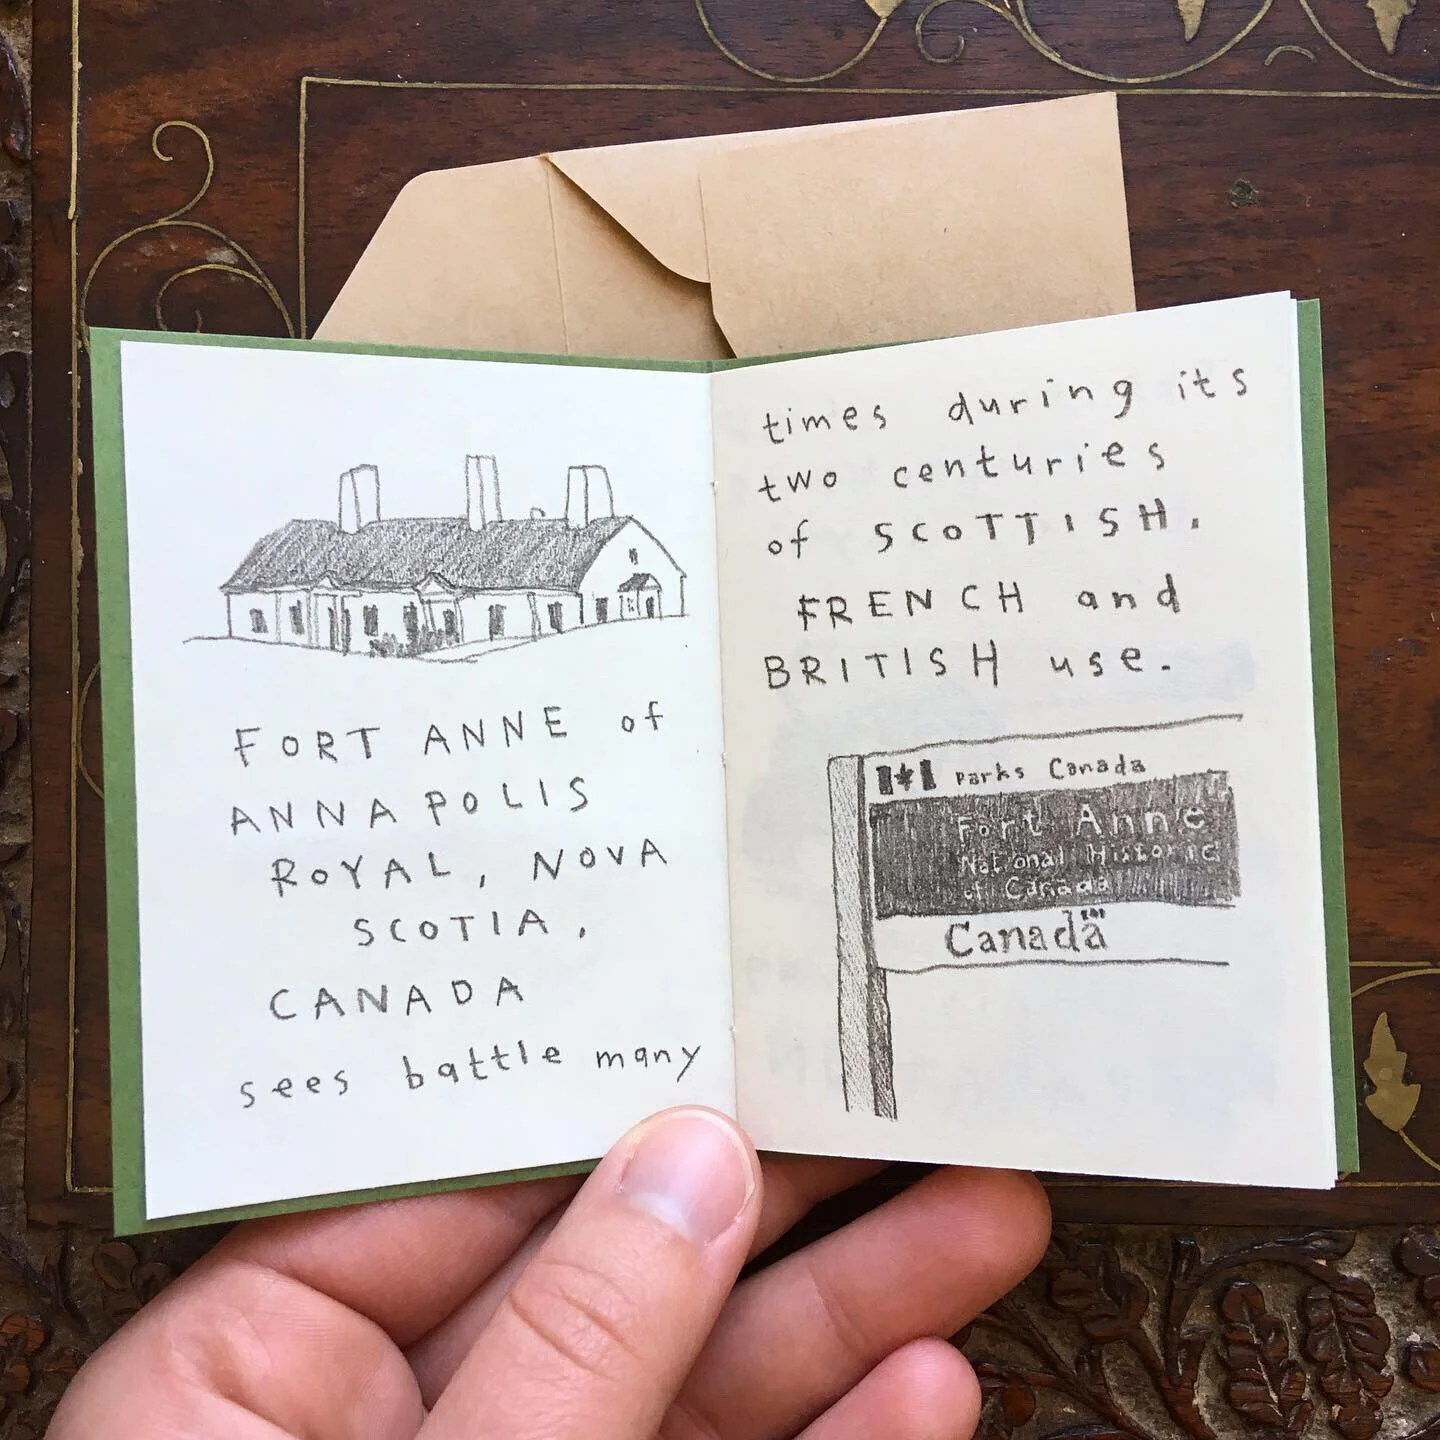 FORT ANNE of
ANNAPOLIS
ROYAL, NOVA
SCOTIA,
CANADA
sees battle many
times during its
two centuries
of SCOTTISH,
FRENCH and
BRITISH use.
Parks Canada
Fort Anne
National Historic
of Canada
Canada